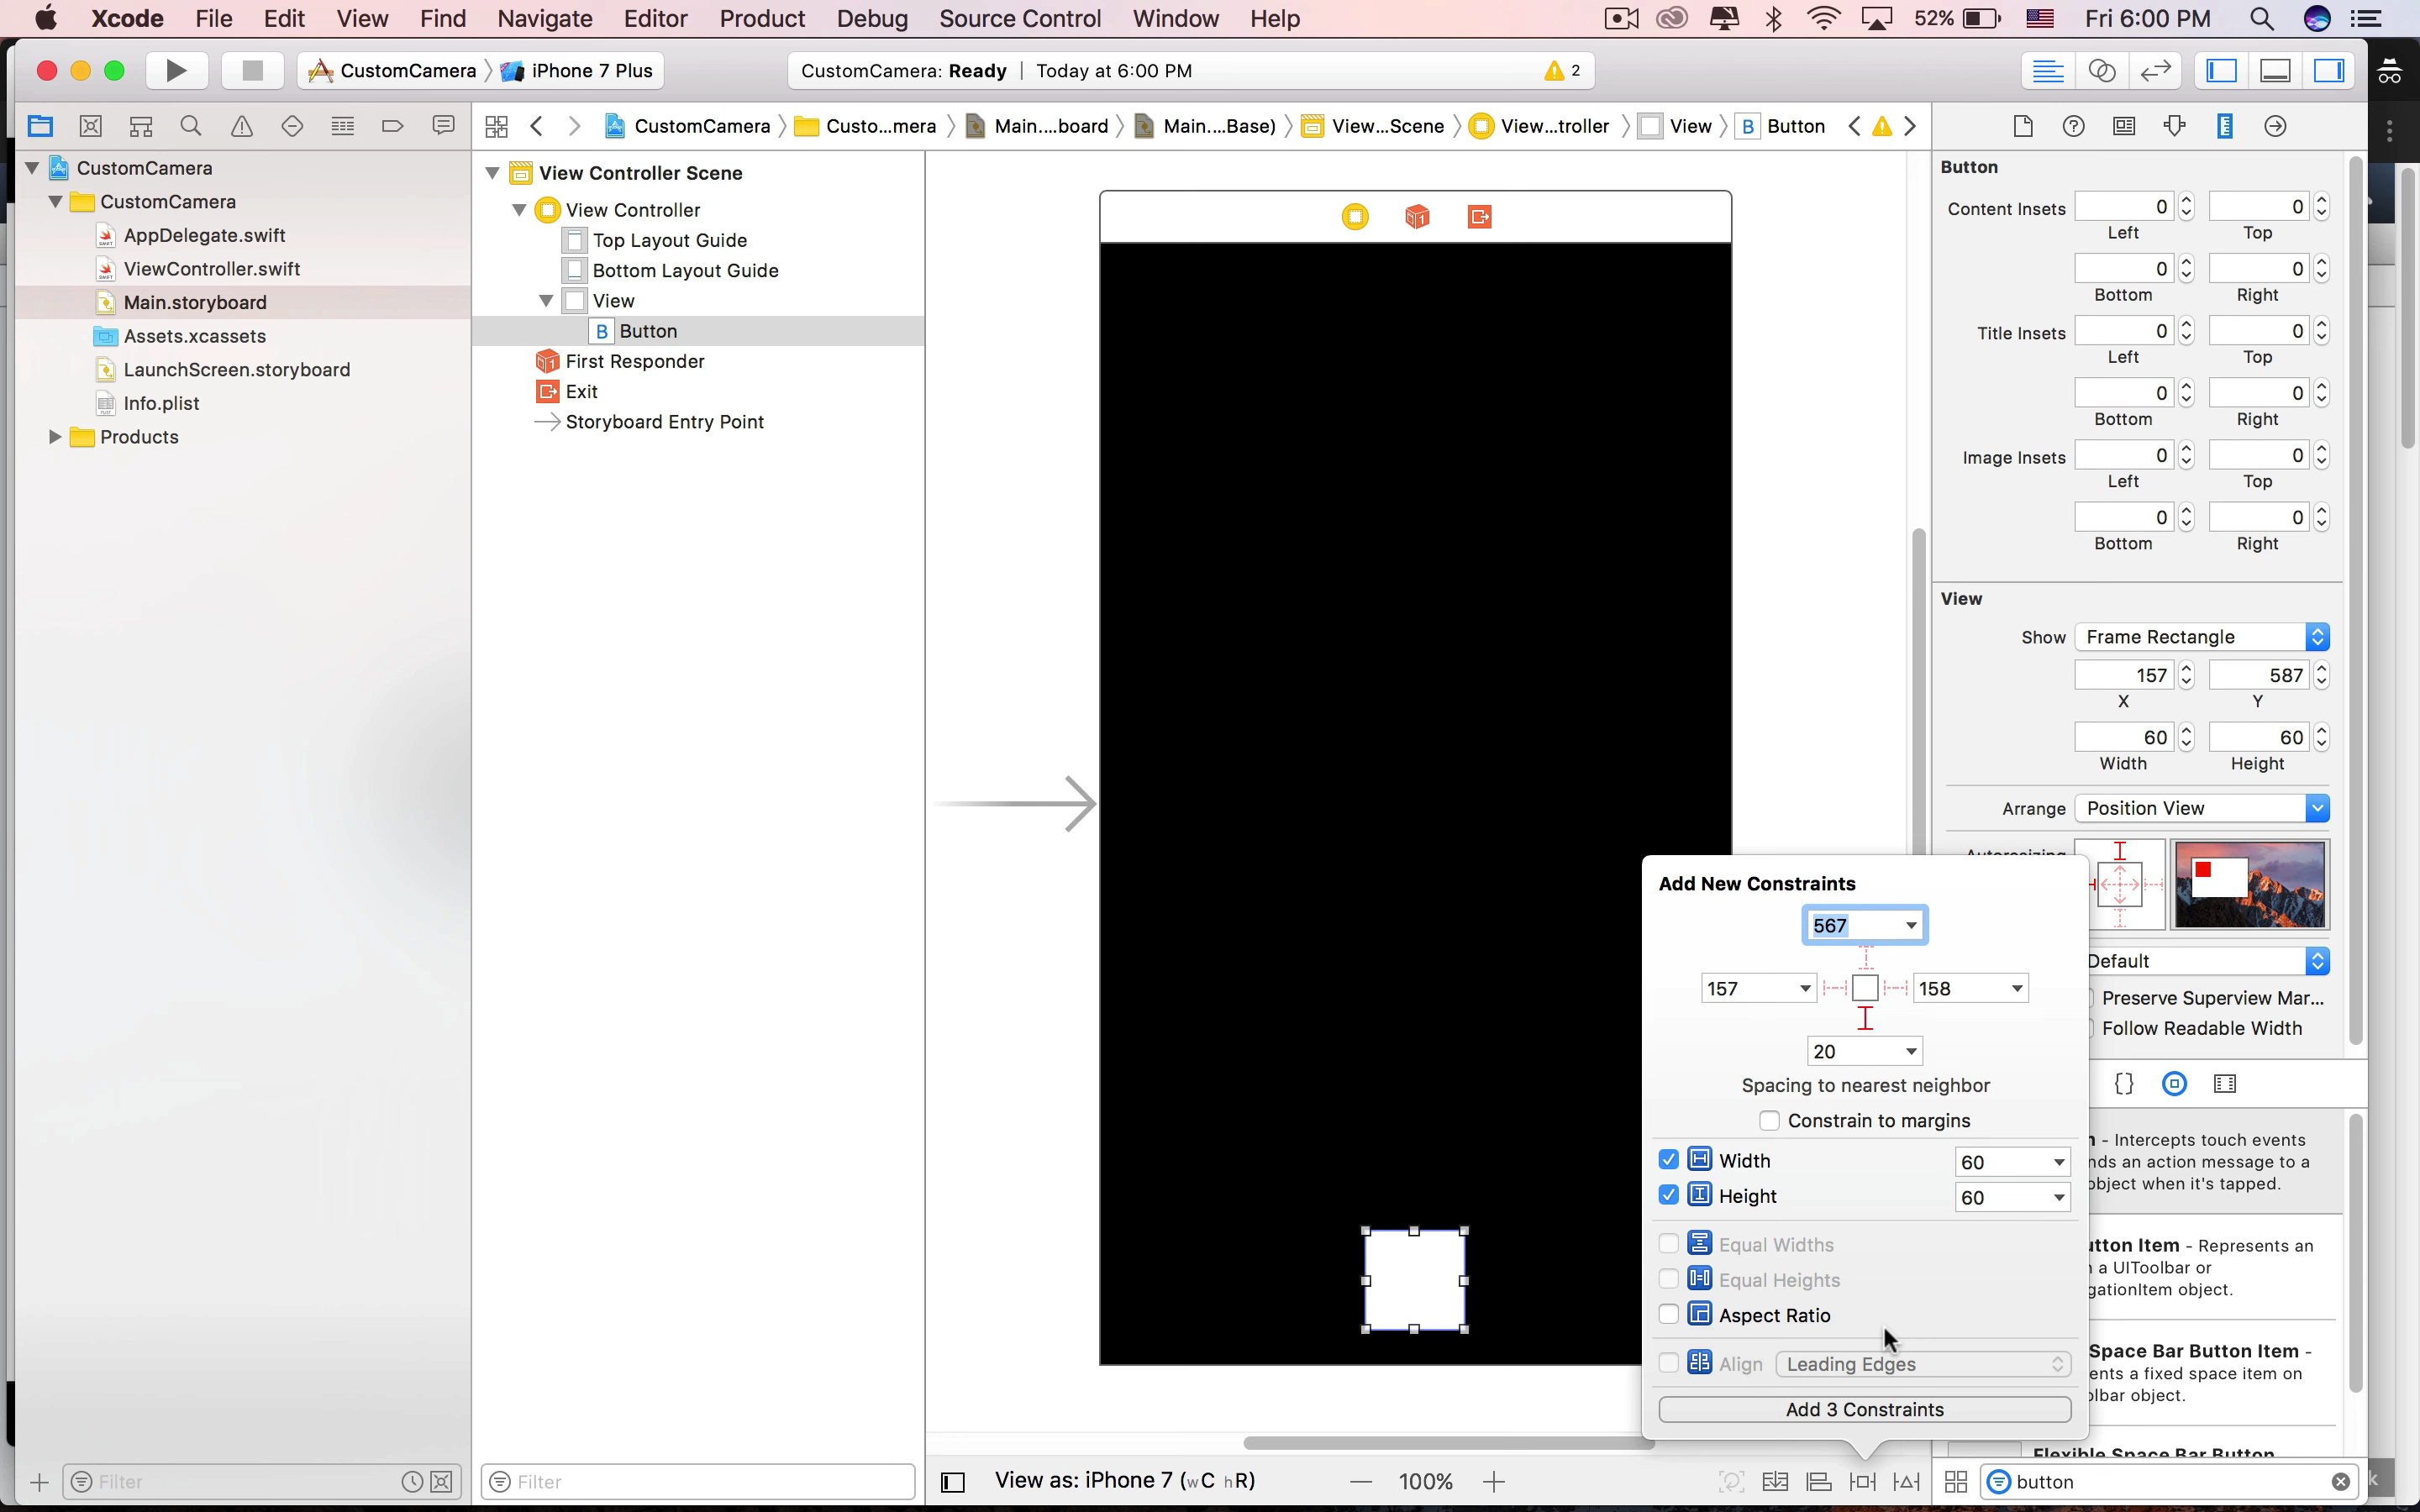 Xcode File Edit View Find Navigate Editor Product Debug Source Control Window Help 52% Fri 6:00 PM
CustomCamera iPhone 7 Plus CustomCamera: Ready | Today at 6:00 PM 2
CustomCamera Custo...mera Main....board Main....Base) View...Scene View...troller View B Button
CustomCamera
CustomCamera
AppDelegate.swift
ViewController.swift
Main.storyboard
Assets.xcassets
LaunchScreen.storyboard
Info.plist
Products
Filter
View Controller Scene
View Controller
Top Layout Guide
Bottom Layout Guide
View
B Button
First Responder
Exit
Storyboard Entry Point
Filter
View as: iPhone 7 (wC hR)
100%
Button
Content Insets 0 0
Left Top
0 0
Bottom Right
Title Insets 0 0
Left Top
0 0
Bottom Right
Image Insets 0 0
Left Top
0 0
Bottom Right
View
Show Frame Rectangle
157 587
X Y
60 60
Width Height
Arrange Position View
Default
Preserve Superview Mar...
Follow Readable Width
Add New Constraints
567
157 158
20
Spacing to nearest neighbor
Constrain to margins
Width 60
Height 60
Equal Widths
Equal Heights
Aspect Ratio
Align Leading Edges
Add 3 Constraints
- Intercepts touch events
an action message to a
when it's tapped.
Item - Represents an
a UIToolbar or
object.
Space Bar Button Item -
a fixed space item on
object.
Flexible Space Bar Button
button